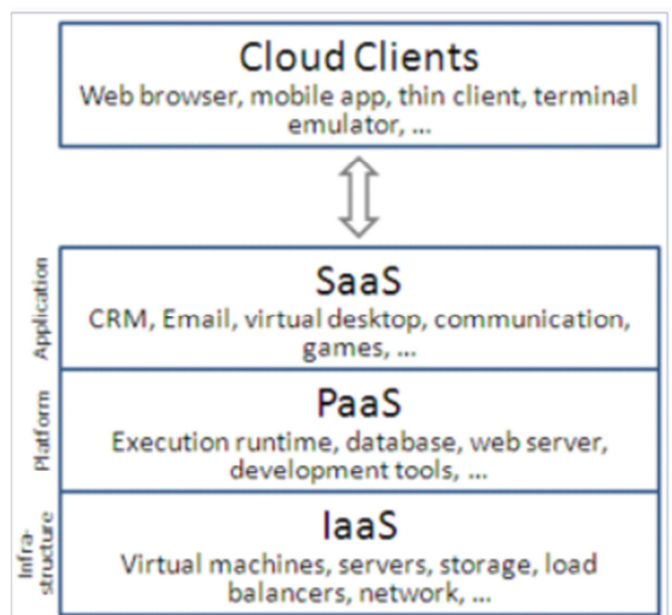 Cloud Clients
Web browser, mobile app, thin client, terminal
emulator, ...
Application
SaaS
CRM, Email, virtual desktop, communication,
games, ...
Platform
PaaS
Execution runtime, database, web server,
development tools, ...
Infra-
structure
IaaS
Virtual machines, servers, storage, load
balancers, network, ...